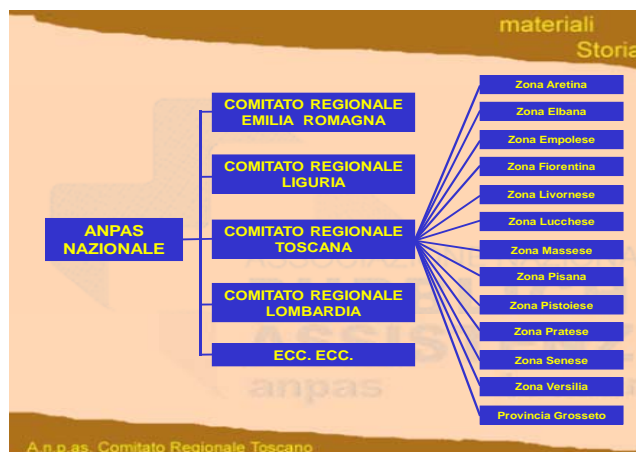 materiali
Storia
ANPAS
NAZIONALE
COMITATO REGIONALE
EMILIA ROMAGNA
COMITATO REGIONALE
LIGURIA
COMITATO REGIONALE
TOSCANA
COMITATO REGIONALE
LOMBARDIA
ECC. ECC.
Zona Aretina
Zona Elbana
Zona Empolese
Zona Fiorentina
Zona Livornese
Zona Lucchese
Zona Massese
Zona Pisana
Zona Pistoiese
Zona Pratese
Zona Senese
Zona Versilia
Provincia Grosseto
anpas
A.n.p.as. Comitato Regionale Toscano